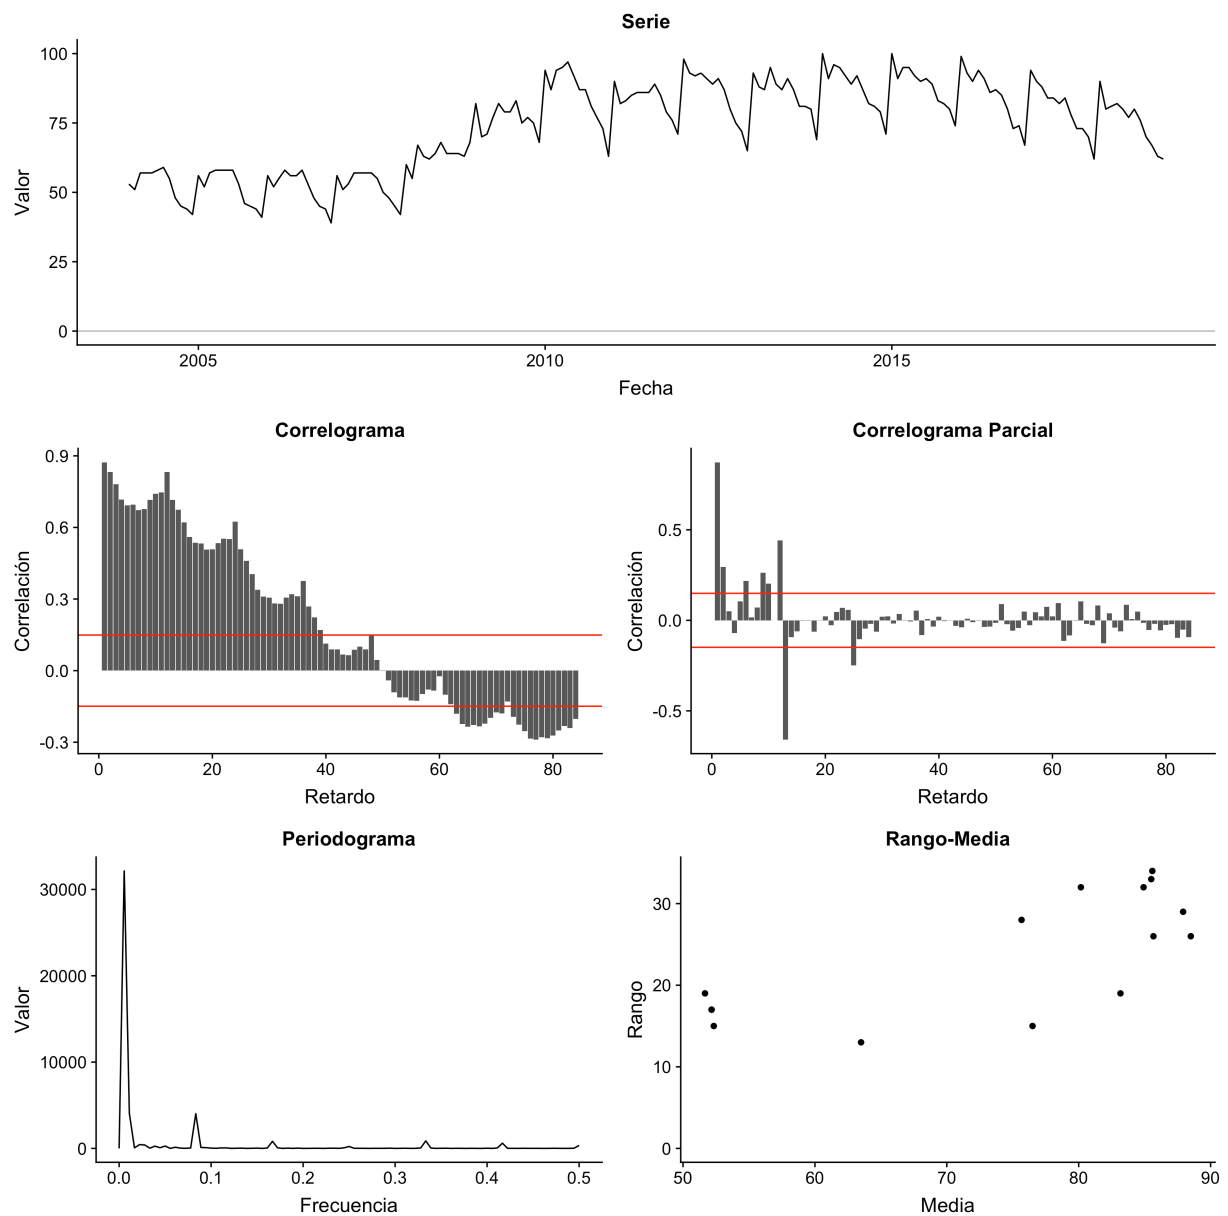 Serie
100
75
50
25
0
Valor
2005 2010 2015
Fecha
Correlograma
0.9
0.6
0.3
0.0
-0.3
Correlación
0 20 40 60 80
Retardo
Correlograma Parcial
0.5
0.0
-0.5
Correlación
0 20 40 60 80
Retardo
Periodograma
30000
20000
10000
0
Valor
0.0 0.1 0.2 0.3 0.4 0.5
Frecuencia
Rango-Media
30
20
10
0
Rango
50 60 70 80 90
Media